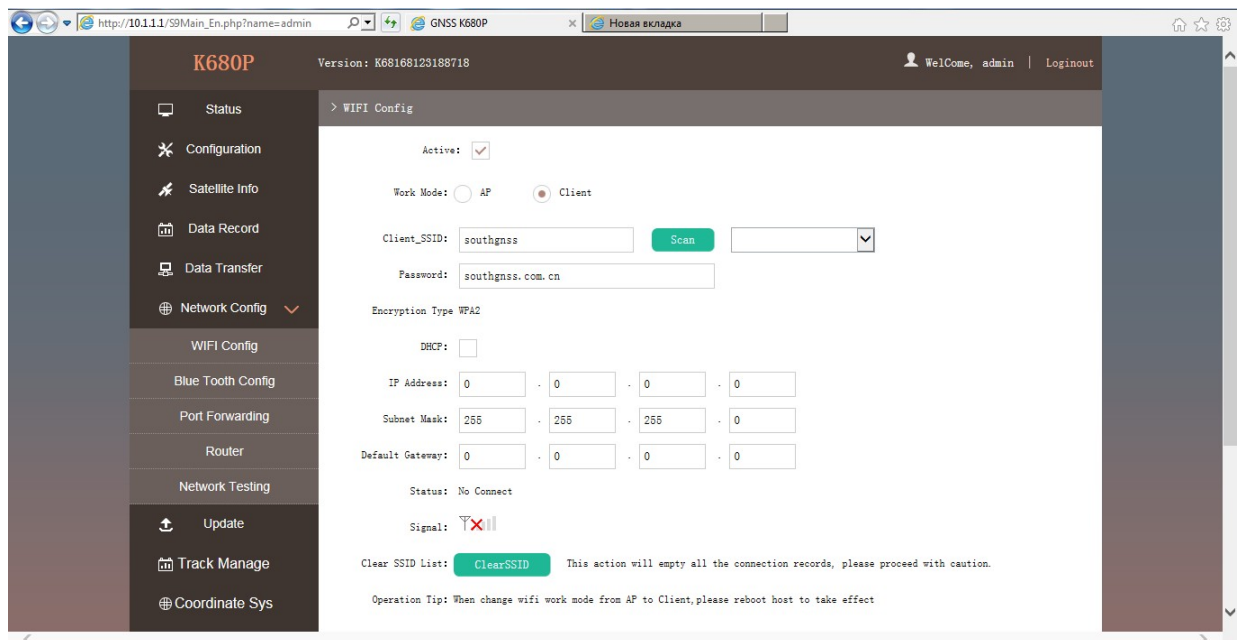 http://10.1.1.1/S9Main_En.php?name=admin GNSS K680P × Новая вкладка
K680P Version: K68168123188718 WelCome, admin | Loginout
Status > WIFI Config
Active:
Configuration
Work Mode: AP Client
Satellite Info
Data Record
Client_SSID: southgnss Scan
Data Transfer
Password: southgnss.com.cn
Network Config
Encryption Type WPA2
WIFI Config
DHCP:
Blue Tooth Config
IP Address: 0 . 0 . 0 . 0
Port Forwarding
Subnet Mask: 255 . 255 . 255 . 0
Router
Default Gateway: 0 . 0 . 0 . 0
Network Testing
Status: No Connect
Update
Signal:
Track Manage
Clear SSID List: ClearSSID This action will empty all the connection records, please proceed with caution.
Coordinate Sys
Operation Tip: When change wifi work mode from AP to Client,please reboot host to take effect